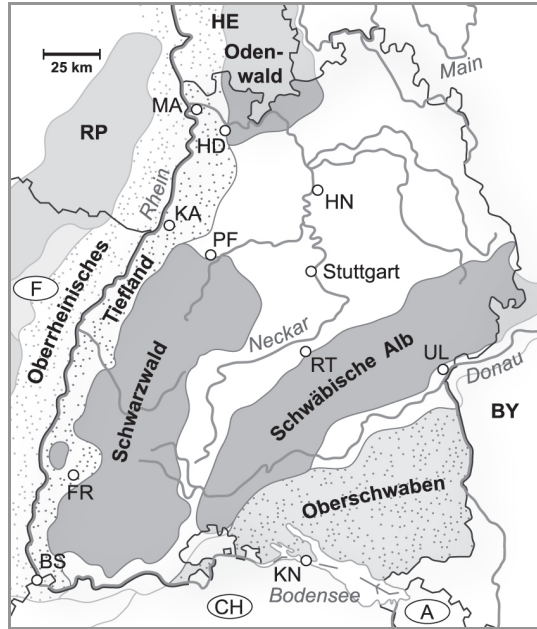 HE
25 km
Oden-
wald
Main
MA
RP
HD
Rhein
HN
KA
PF
Oberrheinisches
Tiefland
F
Stuttgart
Neckar
RT
UL
Donau
Schwarzwald
Schwäbische Alb
BY
FR
Oberschwaben
BS
KN
Bodensee
CH
A